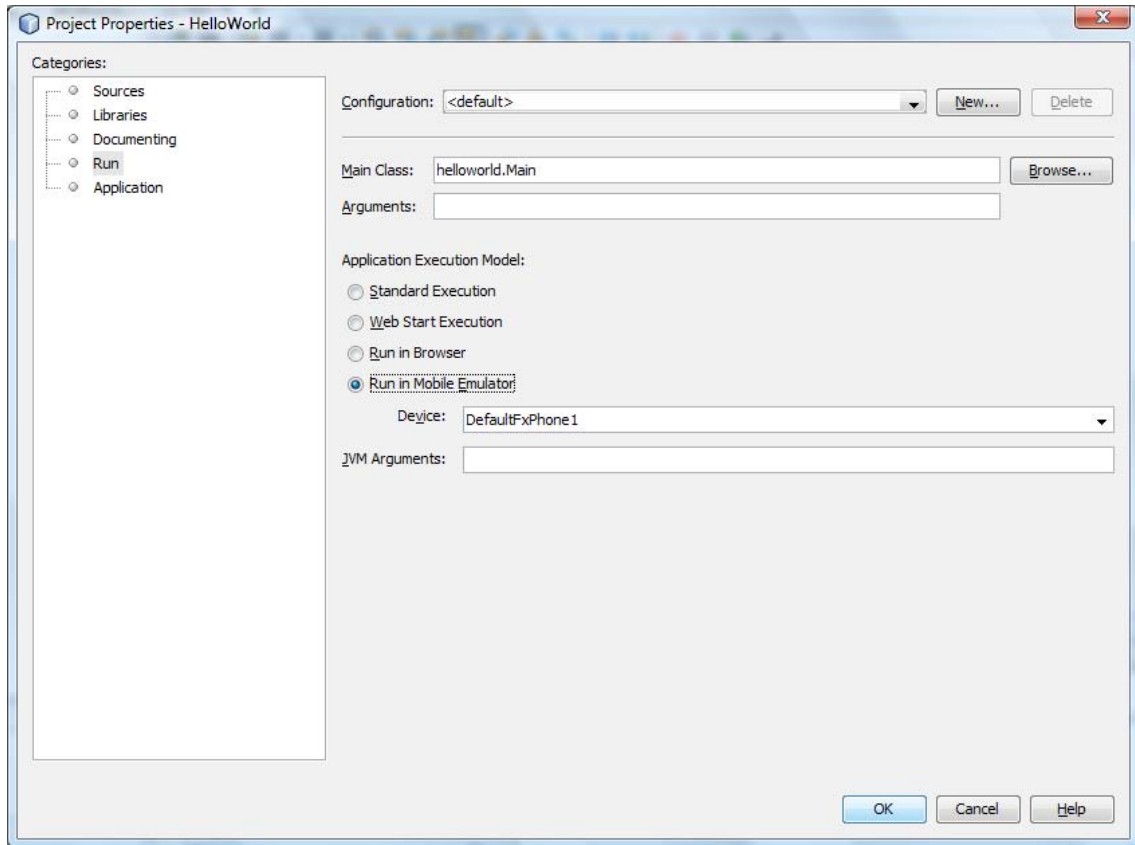 Project Properties - HelloWorld
X
Categories:
Sources
Libraries
Documenting
Run
Application
Configuration: <default> New... Delete
Main Class: helloworld.Main Browse...
Arguments:
Application Execution Model:
Standard Execution
Web Start Execution
Run in Browser
Run in Mobile Emulator
Device: DefaultFxPhone1
JVM Arguments:
OK Cancel Help